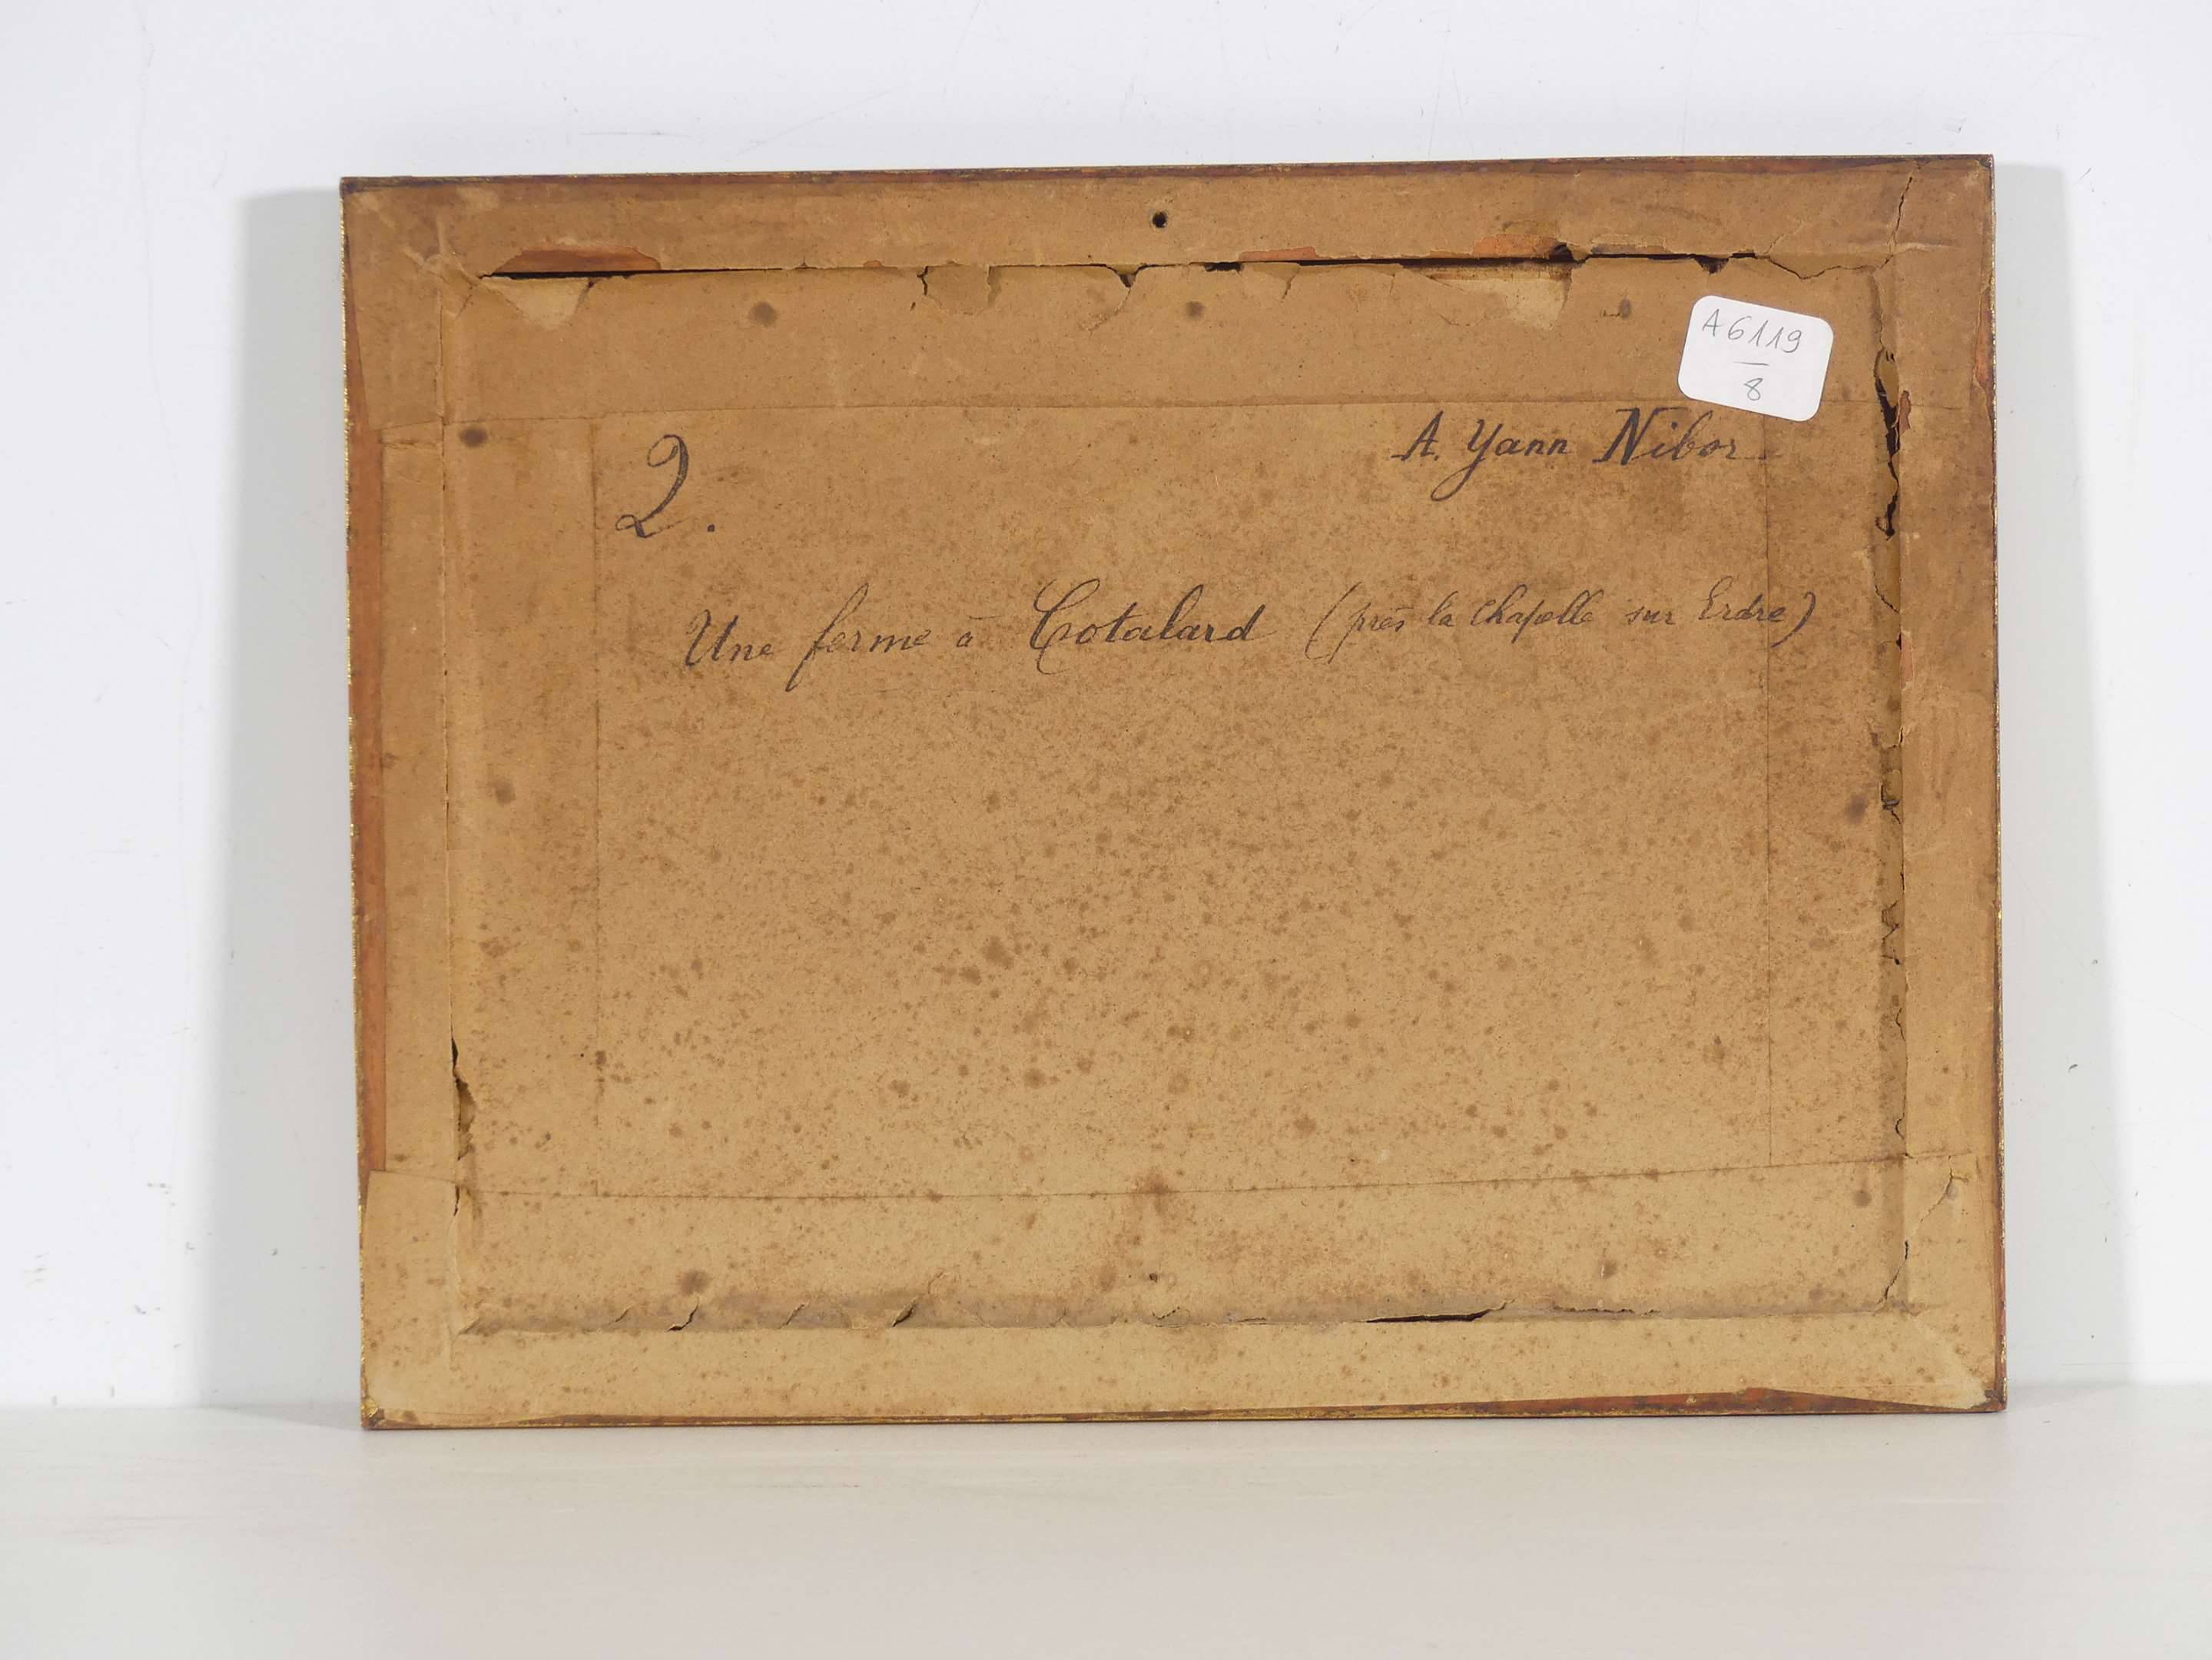 A6119
8
A. Yann Nibor
2.
Une ferme à Cotalard (près la Chapelle sur Erdre)